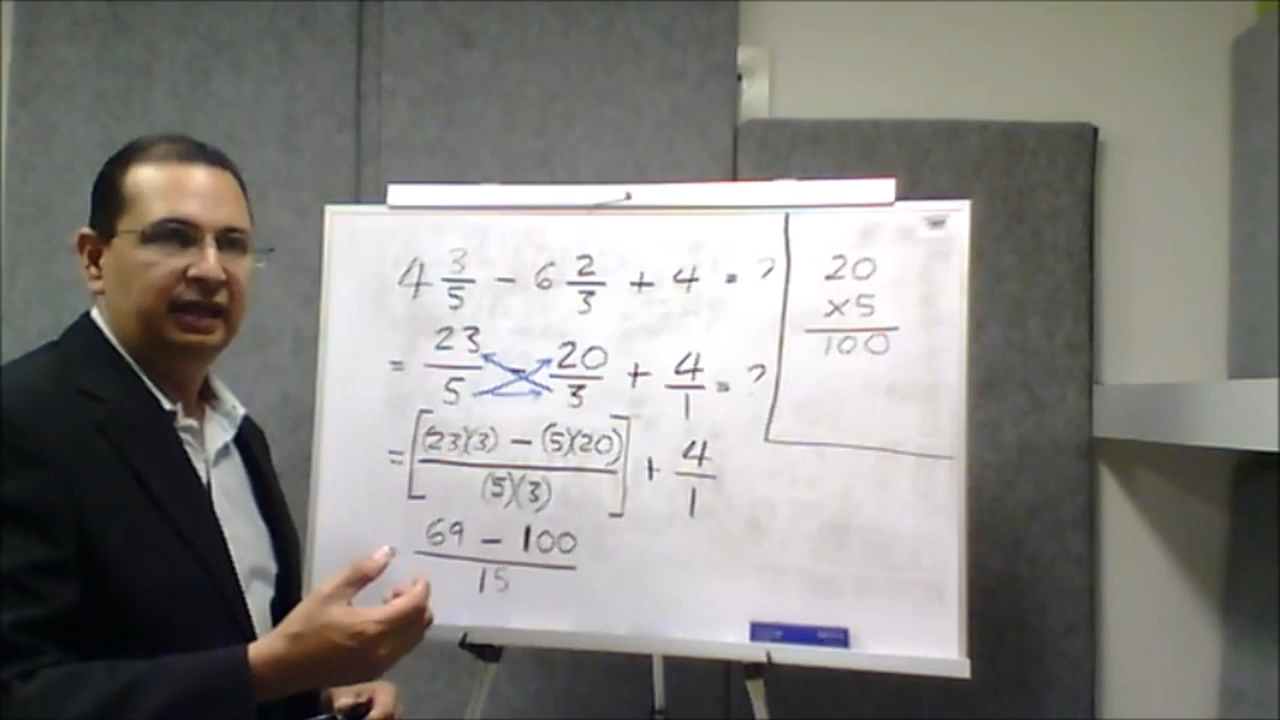 4 3/5 - 6 2/3 + 4 = ?
= 23/5 - 20/3 + 4/1 = ?
= [(23)(3) - (5)(20) / (5)(3)] + 4/1
69 - 100 / 15
20
x5
100